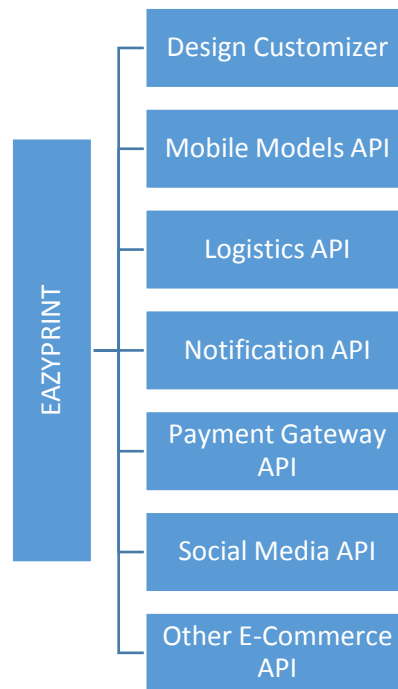 EAZYPRINT
Design Customizer
Mobile Models API
Logistics API
Notification API
Payment Gateway
API
Social Media API
Other E-Commerce
API